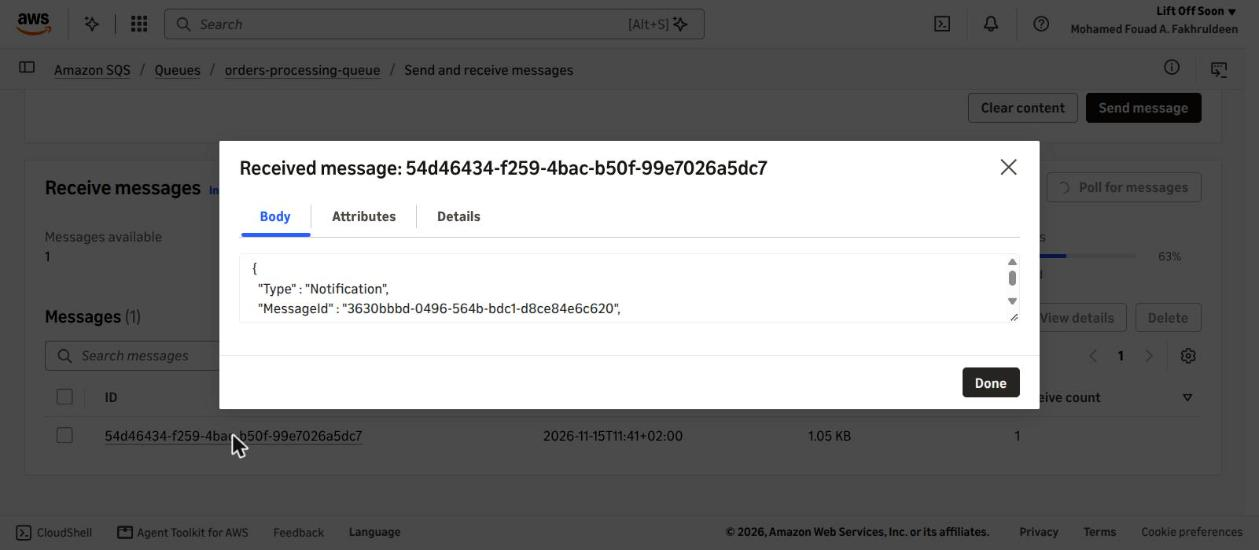 aws
Search
[Alt+S]
Lift Off Soon ▼
Mohamed Fouad A. Fakhruldeen
Amazon SQS / Queues / orders-processing-queue / Send and receive messages
Clear content
Send message
Received message: 54d46434-f259-4bac-b50f-99e7026a5dc7
Receive messages
Poll for messages
Body
Attributes
Details
Messages available
1
63%
{
"Type" : "Notification",
"MessageId" : "3630bbbd-0496-564b-bdc1-d8ce84e6c620",
Messages (1)
View details
Delete
Search messages
1
Done
ID
54d46434-f259-4bac-b50f-99e7026a5dc7
2026-11-15T11:41+02:00
1.05 KB
1
CloudShell
Agent Toolkit for AWS
Feedback
Language
© 2026, Amazon Web Services, Inc. or its affiliates.
Privacy
Terms
Cookie preferences